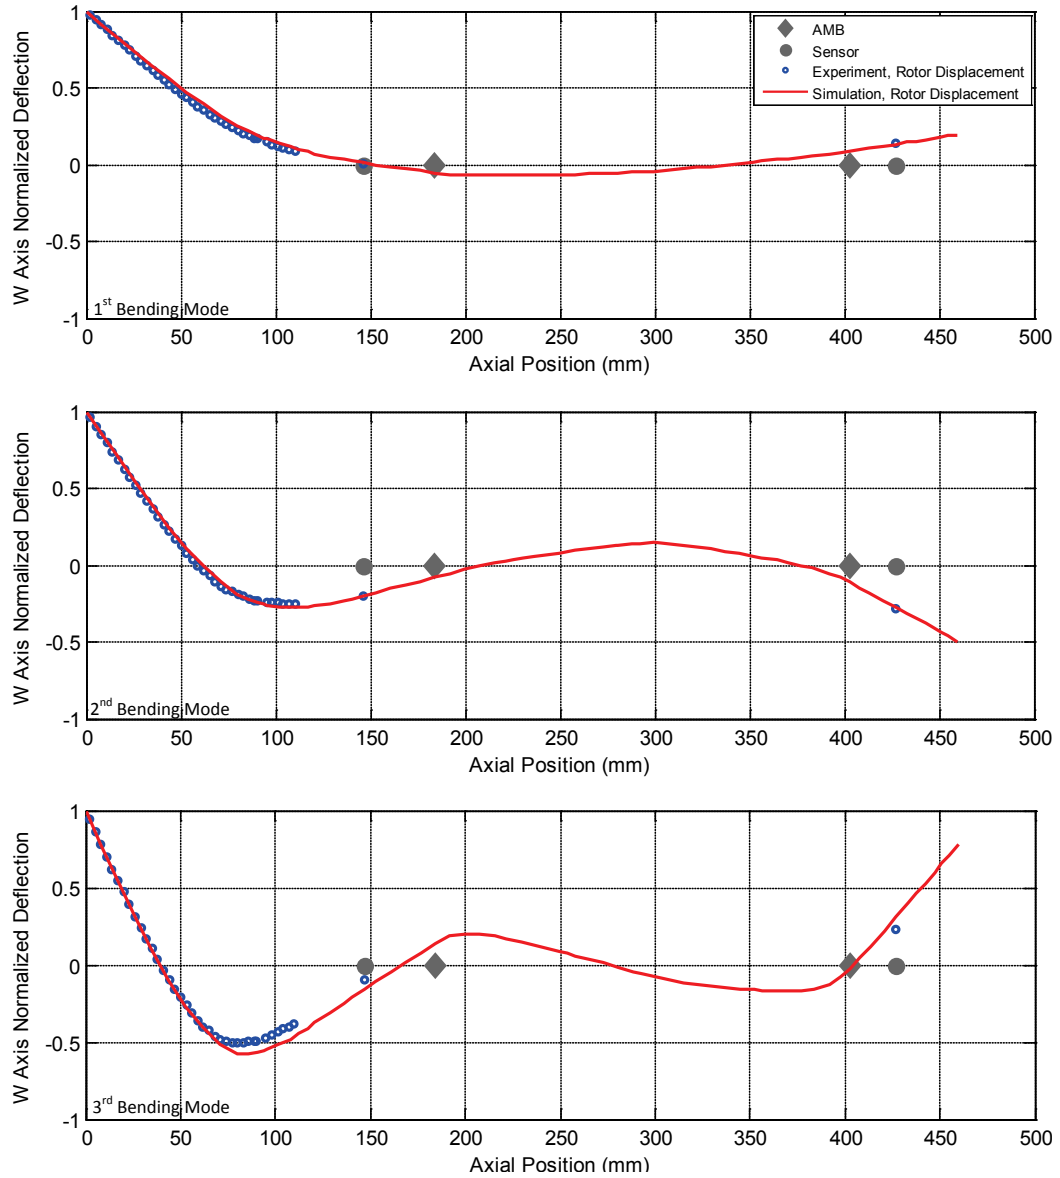 1
0.5
0
-0.5
-1
W Axis Normalized Deflection
AMB
Sensor
Experiment, Rotor Displacement
Simulation, Rotor Displacement
1st Bending Mode
0 50 100 150 200 250 300 350 400 450 500
Axial Position (mm)
1
0.5
0
-0.5
-1
W Axis Normalized Deflection
2nd Bending Mode
0 50 100 150 200 250 300 350 400 450 500
Axial Position (mm)
1
0.5
0
-0.5
-1
W Axis Normalized Deflection
3rd Bending Mode
0 50 100 150 200 250 300 350 400 450 500
Axial Position (mm)